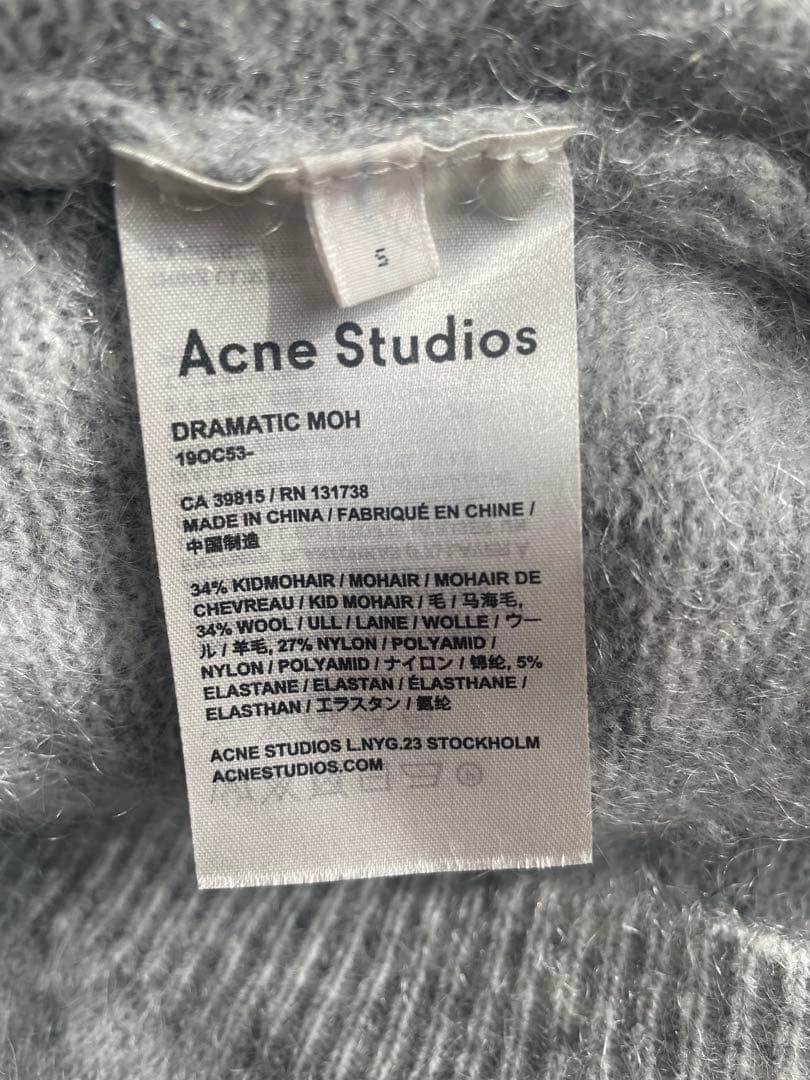 S
Acne Studios
DRAMATIC MOH
19OC53-
CA 39815 / RN 131738
MADE IN CHINA / FABRIQUÉ EN CHINE /
中国制造
34% KIDMOHAIR / MOHAIR / MOHAIR DE
CHEVREAU / KID MOHAIR / 毛 / 马海毛,
34% WOOL / ULL / LAINE / WOLLE / ウー
ル / 羊毛, 27% NYLON / POLYAMID /
NYLON / POLYAMID / ナイロン / 锦纶, 5%
ELASTANE / ELASTAN / ÉLASTHANE /
ELASTHAN / エラスタン / 氨纶
ACNE STUDIOS L.NYG.23 STOCKHOLM
ACNESTUDIOS.COM